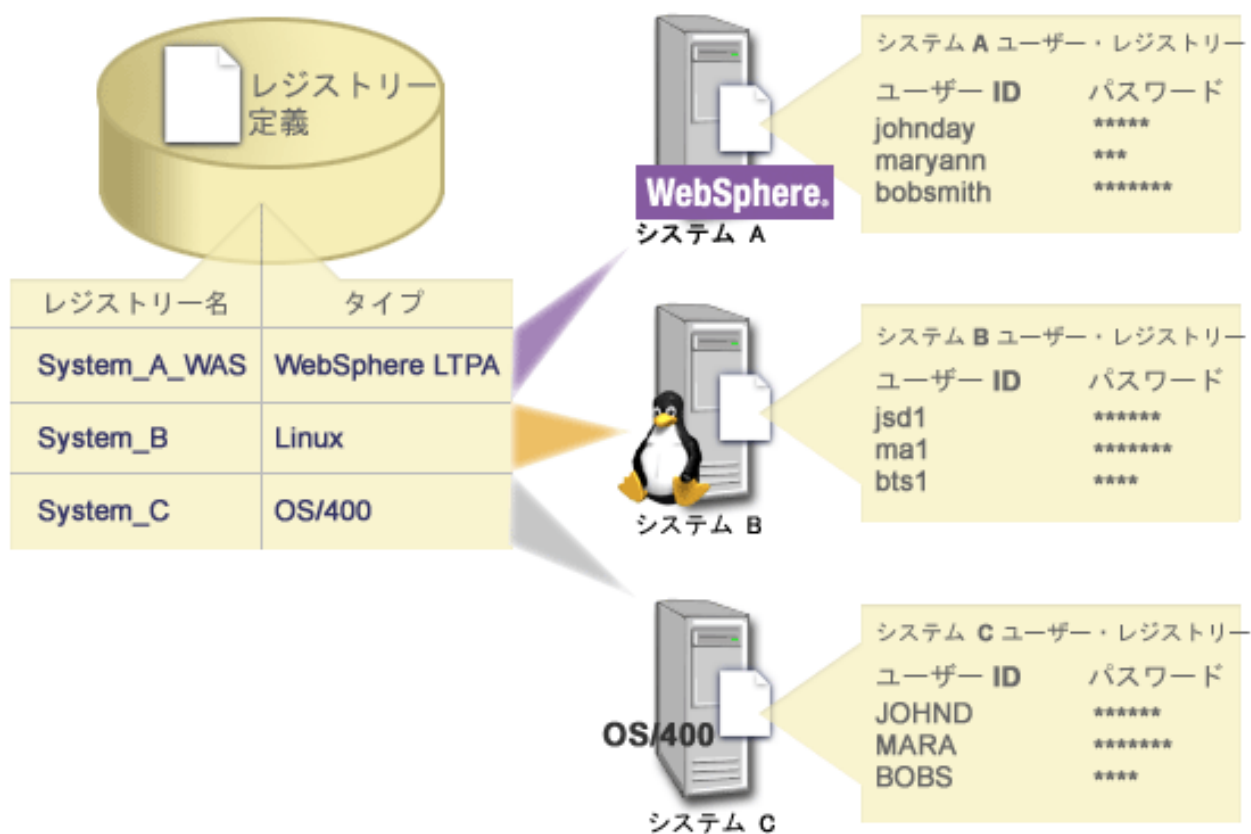 レジストリー
定義
レジストリー名 タイプ
System_A_WAS WebSphere LTPA
System_B Linux
System_C OS/400
WebSphere.
システム A
システム A ユーザー・レジストリー
ユーザー ID パスワード
johnday *****
maryann ***
bobsmith *******
システム B
システム B ユーザー・レジストリー
ユーザー ID パスワード
jsd1 ******
ma1 *******
bts1 ****
OS/400
システム C
システム C ユーザー・レジストリー
ユーザー ID パスワード
JOHND ******
MARA *******
BOBS ****